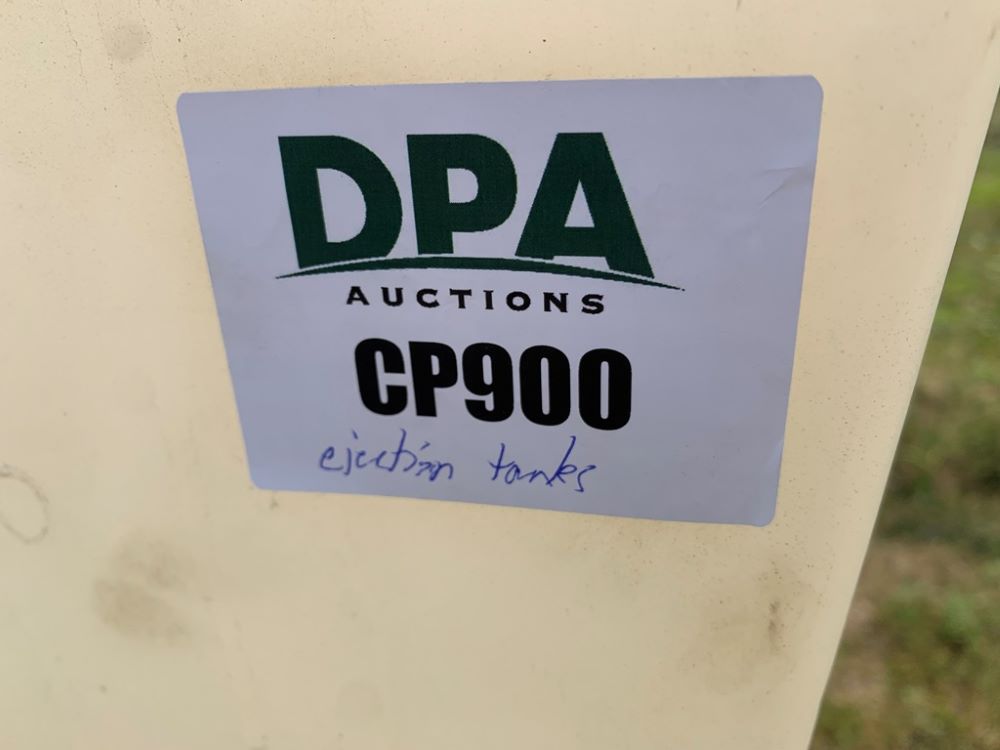 DPA
AUCTIONS
CP900
ejection tanks